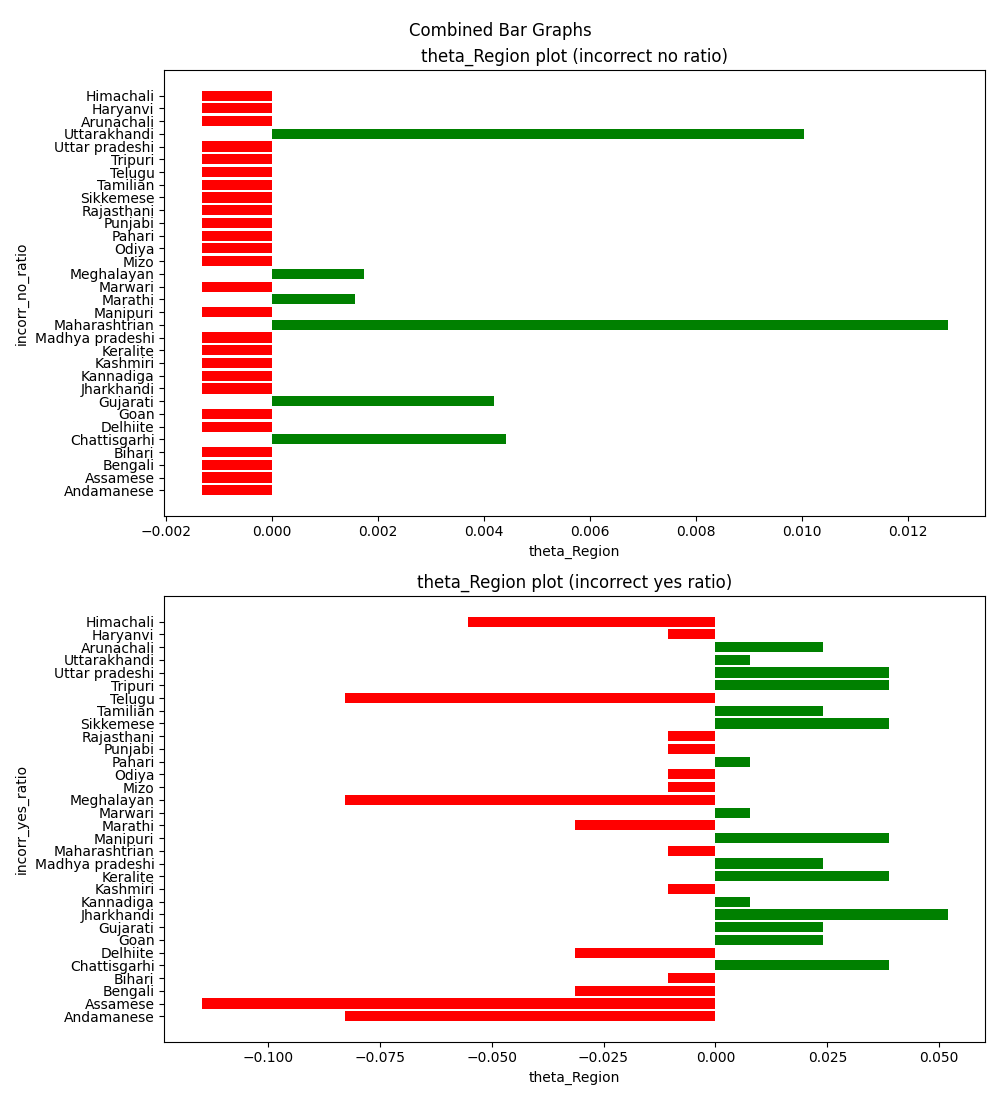 Combined Bar Graphs
theta_Region plot (incorrect no ratio)
Himachali
Haryanvi
Arunachali
Uttarakhandi
Uttar pradeshi
Tripuri
Telugu
Tamilian
Sikkemese
Rajasthani
Punjabi
Pahari
Odiya
Mizo
Meghalayan
Marwari
Marathi
Manipuri
Maharashtrian
Madhya pradeshi
Keralite
Kashmiri
Kannadiga
Jharkhandi
Gujarati
Goan
Delhiite
Chattisgarhi
Bihari
Bengali
Assamese
Andamanese
incorr_no_ratio
−0.002 0.000 0.002 0.004 0.006 0.008 0.010 0.012
theta_Region
theta_Region plot (incorrect yes ratio)
Himachali
Haryanvi
Arunachali
Uttarakhandi
Uttar pradeshi
Tripuri
Telugu
Tamilian
Sikkemese
Rajasthani
Punjabi
Pahari
Odiya
Mizo
Meghalayan
Marwari
Marathi
Manipuri
Maharashtrian
Madhya pradeshi
Keralite
Kashmiri
Kannadiga
Jharkhandi
Gujarati
Goan
Delhiite
Chattisgarhi
Bihari
Bengali
Assamese
Andamanese
incorr_yes_ratio
−0.100 −0.075 −0.050 −0.025 0.000 0.025 0.050
theta_Region